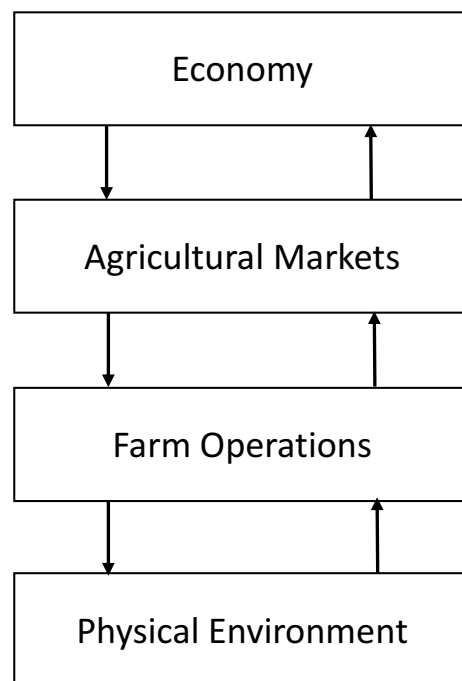 Economy
Agricultural Markets
Farm Operations
Physical Environment